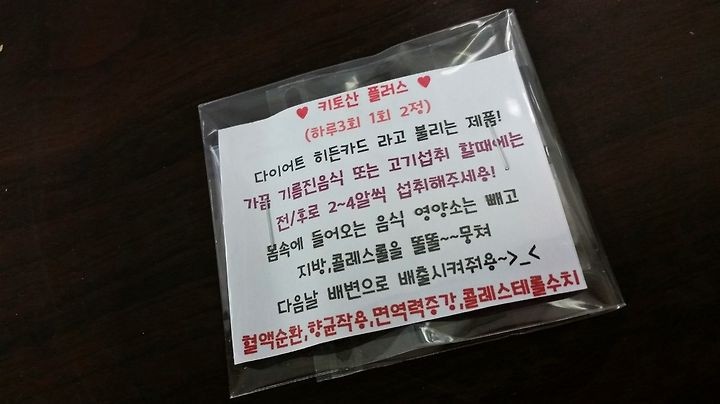 ♥ 키토산 플러스 ♥
(하루3회 1회 2정)
다이어트 히든카드 라고 불리는 제품!
가끔 기름진음식 또는 고기섭취 할때에는
전/후로 2~4알씩 섭취해주세용!
몸속에 들어오는 음식 영양소는 빼고
지방,콜레스롤을 똘똘~~뭉쳐
다음날 배변으로 배출시켜줘용~>_<
혈액순환,향균작용,면역력증강,콜레스테롤수치